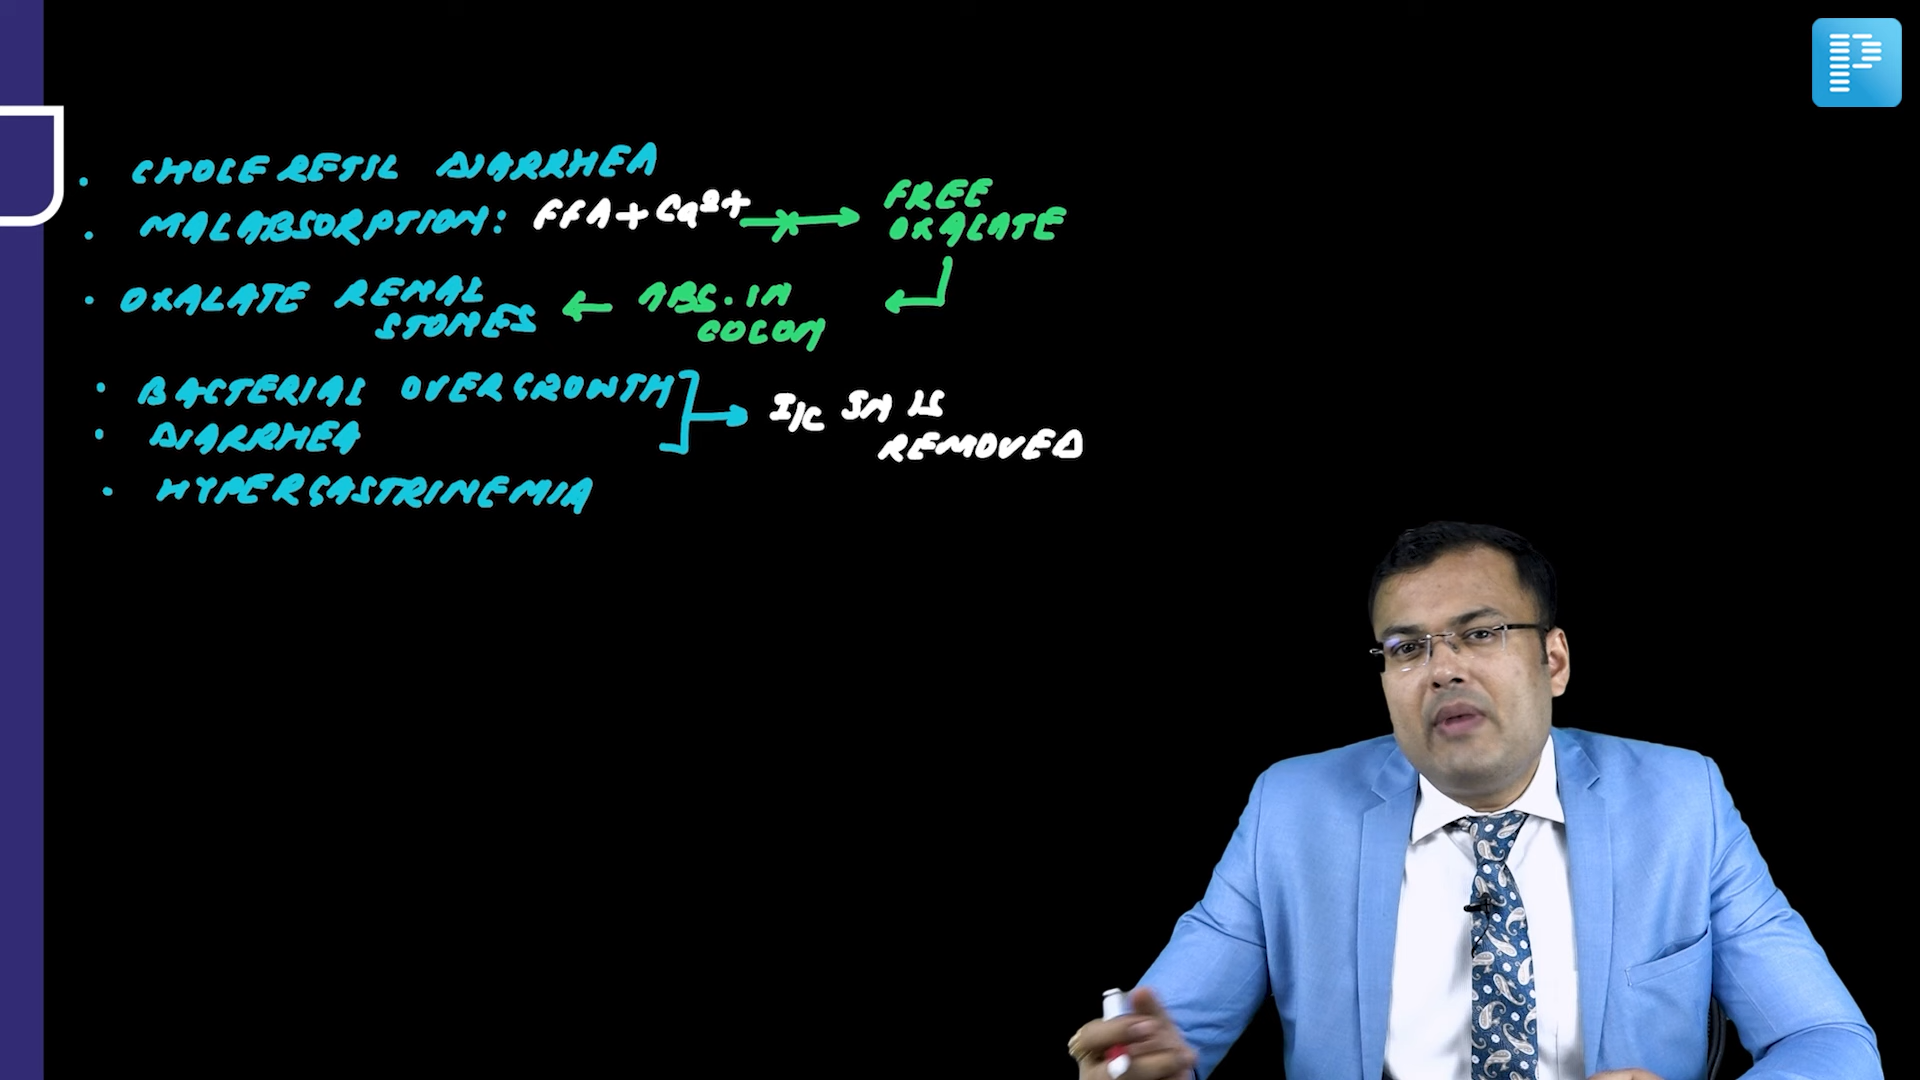 • CHOLERETIC DIARRHEA
• MALABSORPTION: FFA + Ca2+ FREE OXALATE
• OXALATE RENAL STONES ← ABS. IN COLON
• BACTERIAL OVERGROWTH
• DIARRHEA → I/C Sph IS REMOVED
• HYPERGASTRINEMIA